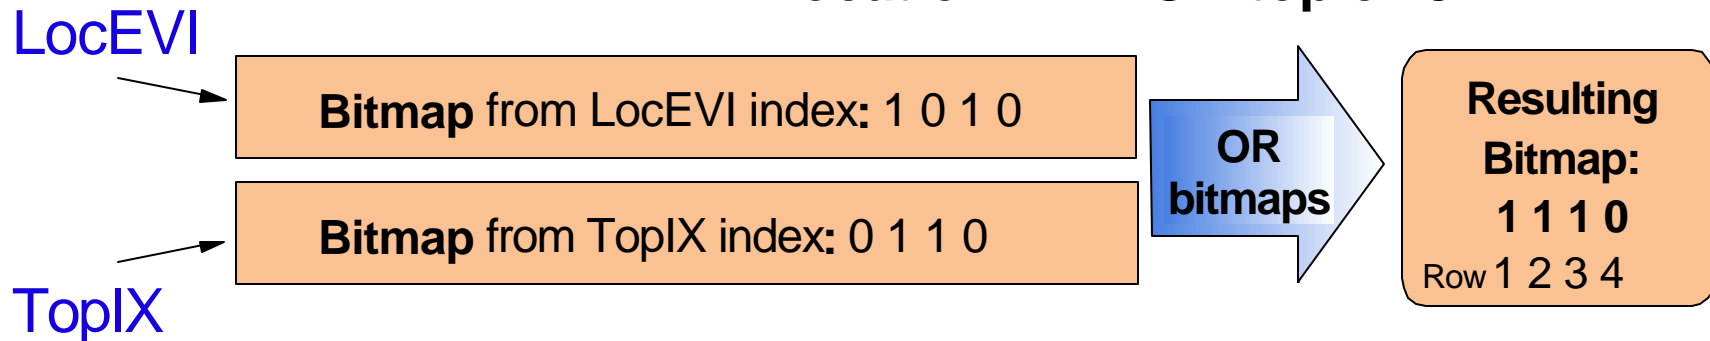 LocEVI
Bitmap from LocEVI index: 1 0 1 0
Bitmap from TopIX index: 0 1 1 0
TopIX
OR
bitmaps
Resulting
Bitmap:
1 1 1 0
Row 1 2 3 4